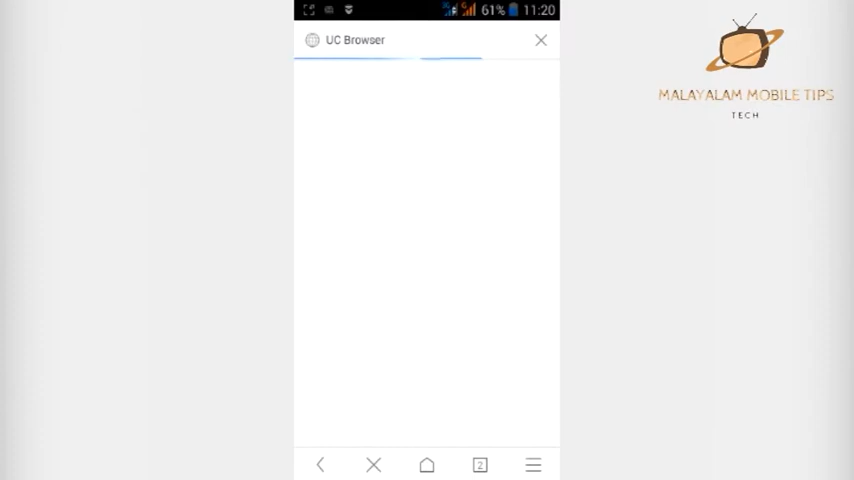 61% 11:20
UC Browser
MALAYALAM MOBILE TIPS
TECH
2